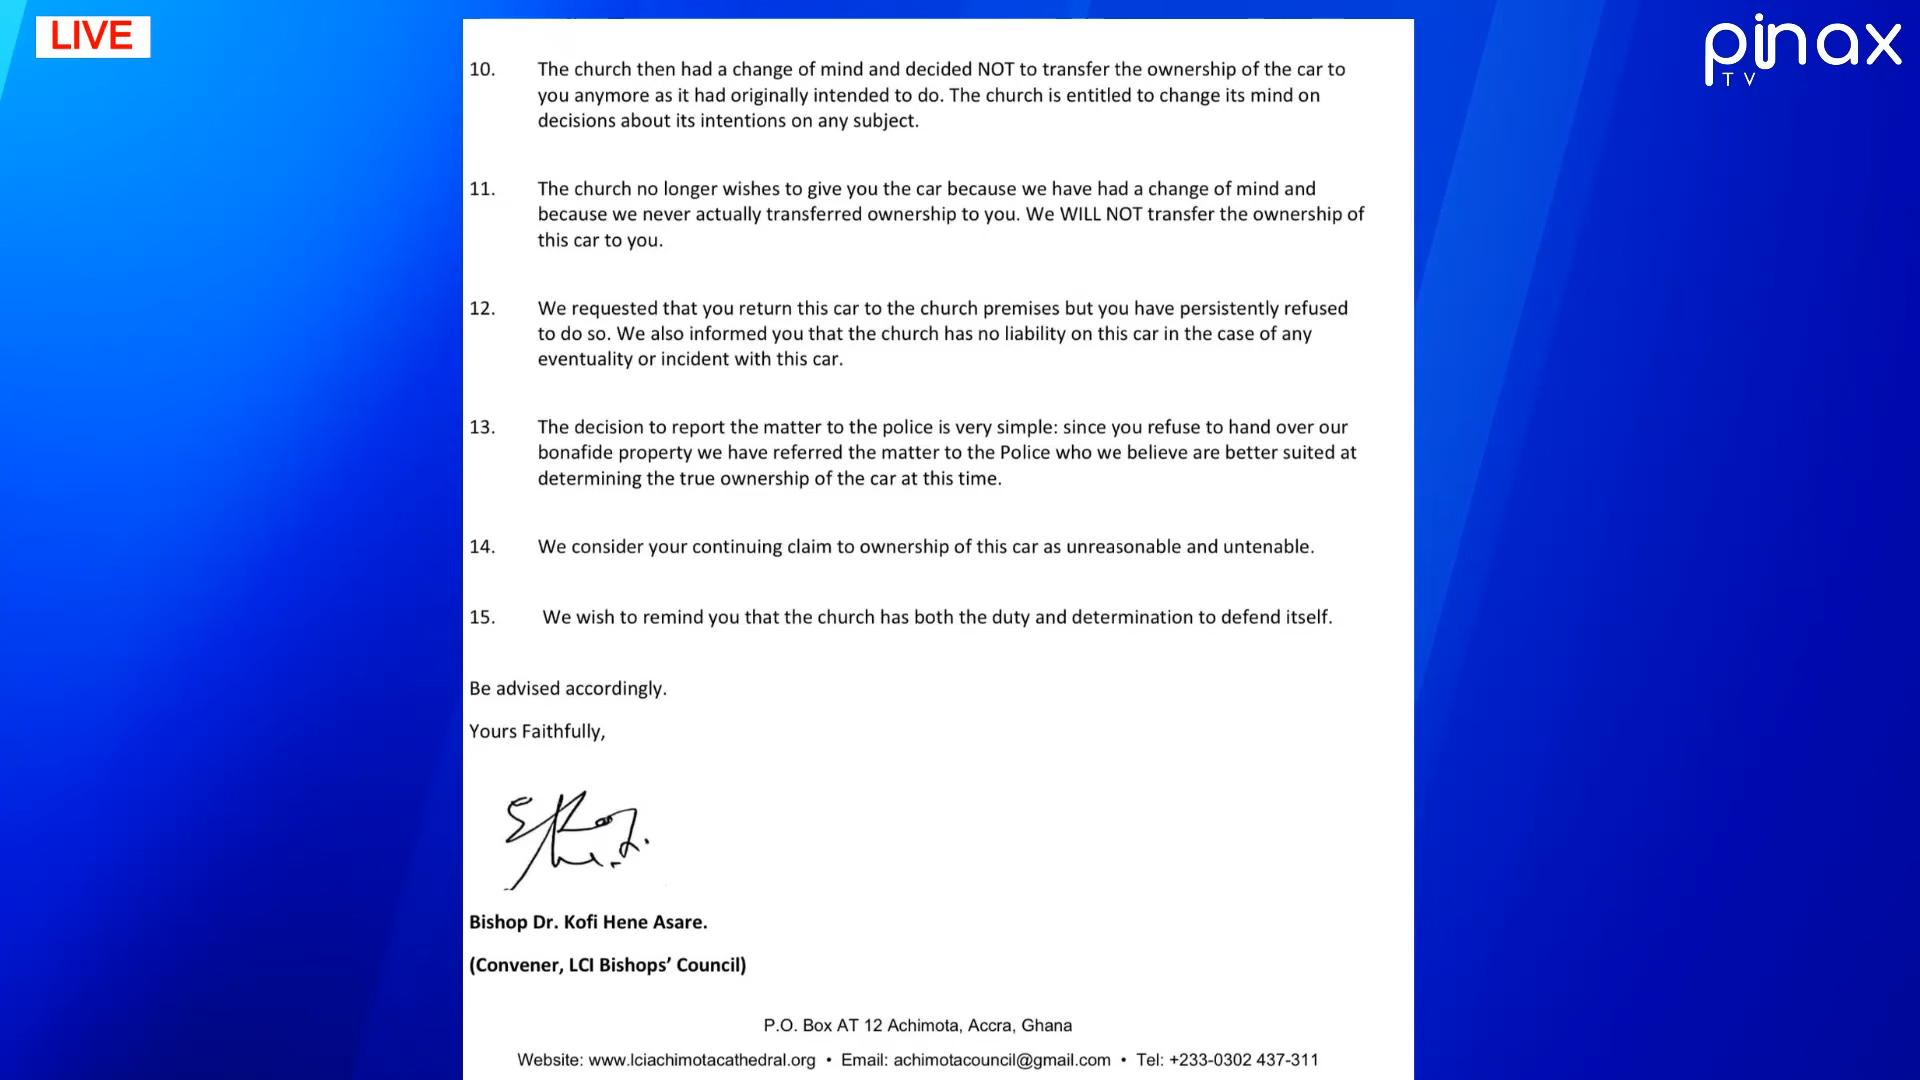 LIVE
pinax
TV
10. The church then had a change of mind and decided NOT to transfer the ownership of the car to
you anymore as it had originally intended to do. The church is entitled to change its mind on
decisions about its intentions on any subject.
11. The church no longer wishes to give you the car because we have had a change of mind and
because we never actually transferred ownership to you. We WILL NOT transfer the ownership of
this car to you.
12. We requested that you return this car to the church premises but you have persistently refused
to do so. We also informed you that the church has no liability on this car in the case of any
eventuality or incident with this car.
13. The decision to report the matter to the police is very simple: since you refuse to hand over our
bonafide property we have referred the matter to the Police who we believe are better suited at
determining the true ownership of the car at this time.
14. We consider your continuing claim to ownership of this car as unreasonable and untenable.
15. We wish to remind you that the church has both the duty and determination to defend itself.
Be advised accordingly.
Yours Faithfully,
Bishop Dr. Kofi Hene Asare.
(Convener, LCI Bishops’ Council)
P.O. Box AT 12 Achimota, Accra, Ghana
Website: www.lciachimotacathedral.org • Email: achimotacouncil@gmail.com • Tel: +233-0302 437-311